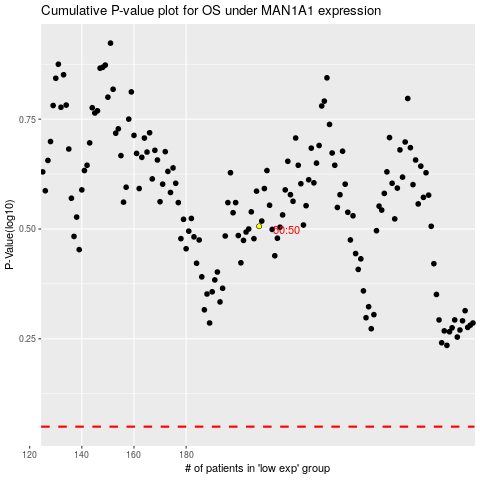 Cumulative P-value plot for OS under MAN1A1 expression
P-Value(log10)
0.75
0.50
0.25
50:50
120 140 160 180
# of patients in 'low exp' group